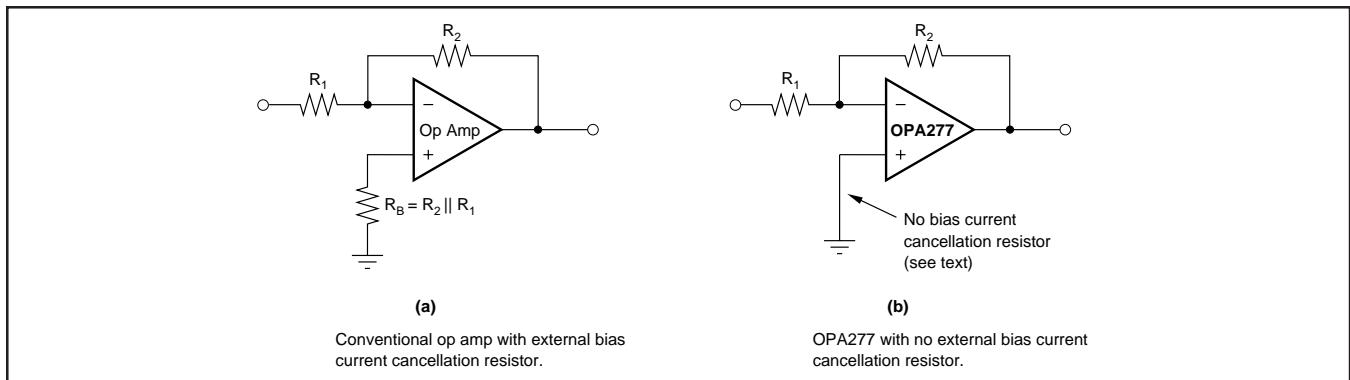 R2
R1
−
Op Amp
+
RB = R2 || R1
(a)
Conventional op amp with external bias
current cancellation resistor.
R2
R1
−
OPA277
+
No bias current
cancellation resistor
(see text)
(b)
OPA277 with no external bias current
cancellation resistor.